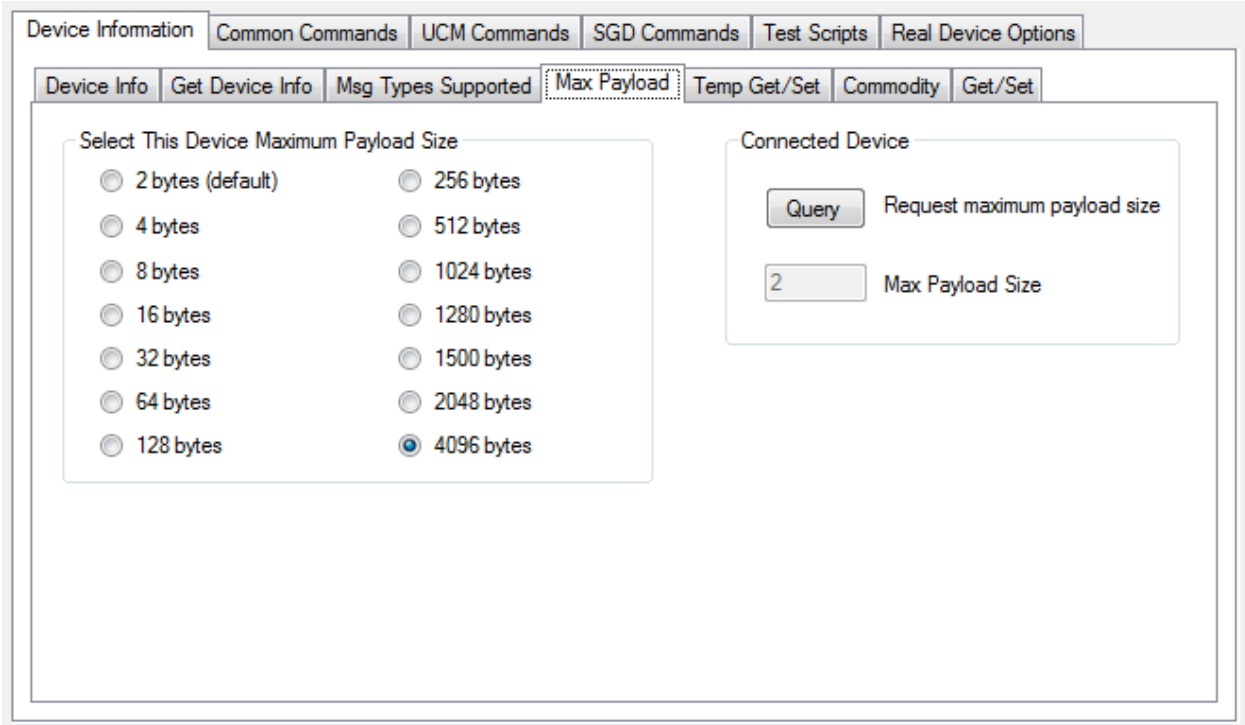 Device Information Common Commands UCM Commands SGD Commands Test Scripts Real Device Options
Device Info Get Device Info Msg Types Supported Max Payload Temp Get/Set Commodity Get/Set
Select This Device Maximum Payload Size
2 bytes (default)
4 bytes
8 bytes
16 bytes
32 bytes
64 bytes
128 bytes
256 bytes
512 bytes
1024 bytes
1280 bytes
1500 bytes
2048 bytes
4096 bytes
Connected Device
Query Request maximum payload size
2 Max Payload Size